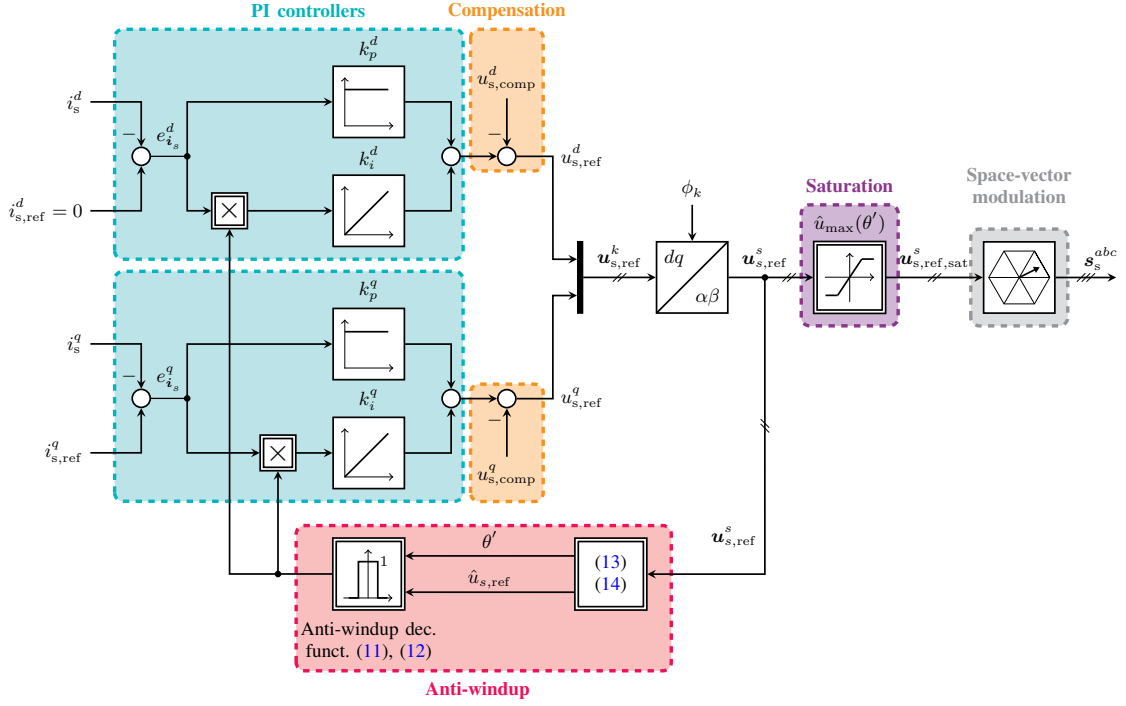 PI controllers
Compensation
k_p^d
u_{s,comp}^d
i_s^d
−
e_{i_s}^d
−
k_i^d
u_{s,ref}^d
i_{s,ref}^d = 0
×
ϕ_k
Saturation
Space-vector
modulation
û_max(θ′)
u_{s,ref}^k
dq
αβ
u_{s,ref}^s
u_{s,ref,sat}^s
s_s^{abc}
k_p^q
i_s^q
−
e_{i_s}^q
k_i^q
u_{s,ref}^q
−
i_{s,ref}^q
×
u_{s,comp}^q
u_{s,ref}^s
θ′
1
û_{s,ref}
(13)
(14)
Anti-windup dec.
funct. (11), (12)
Anti-windup